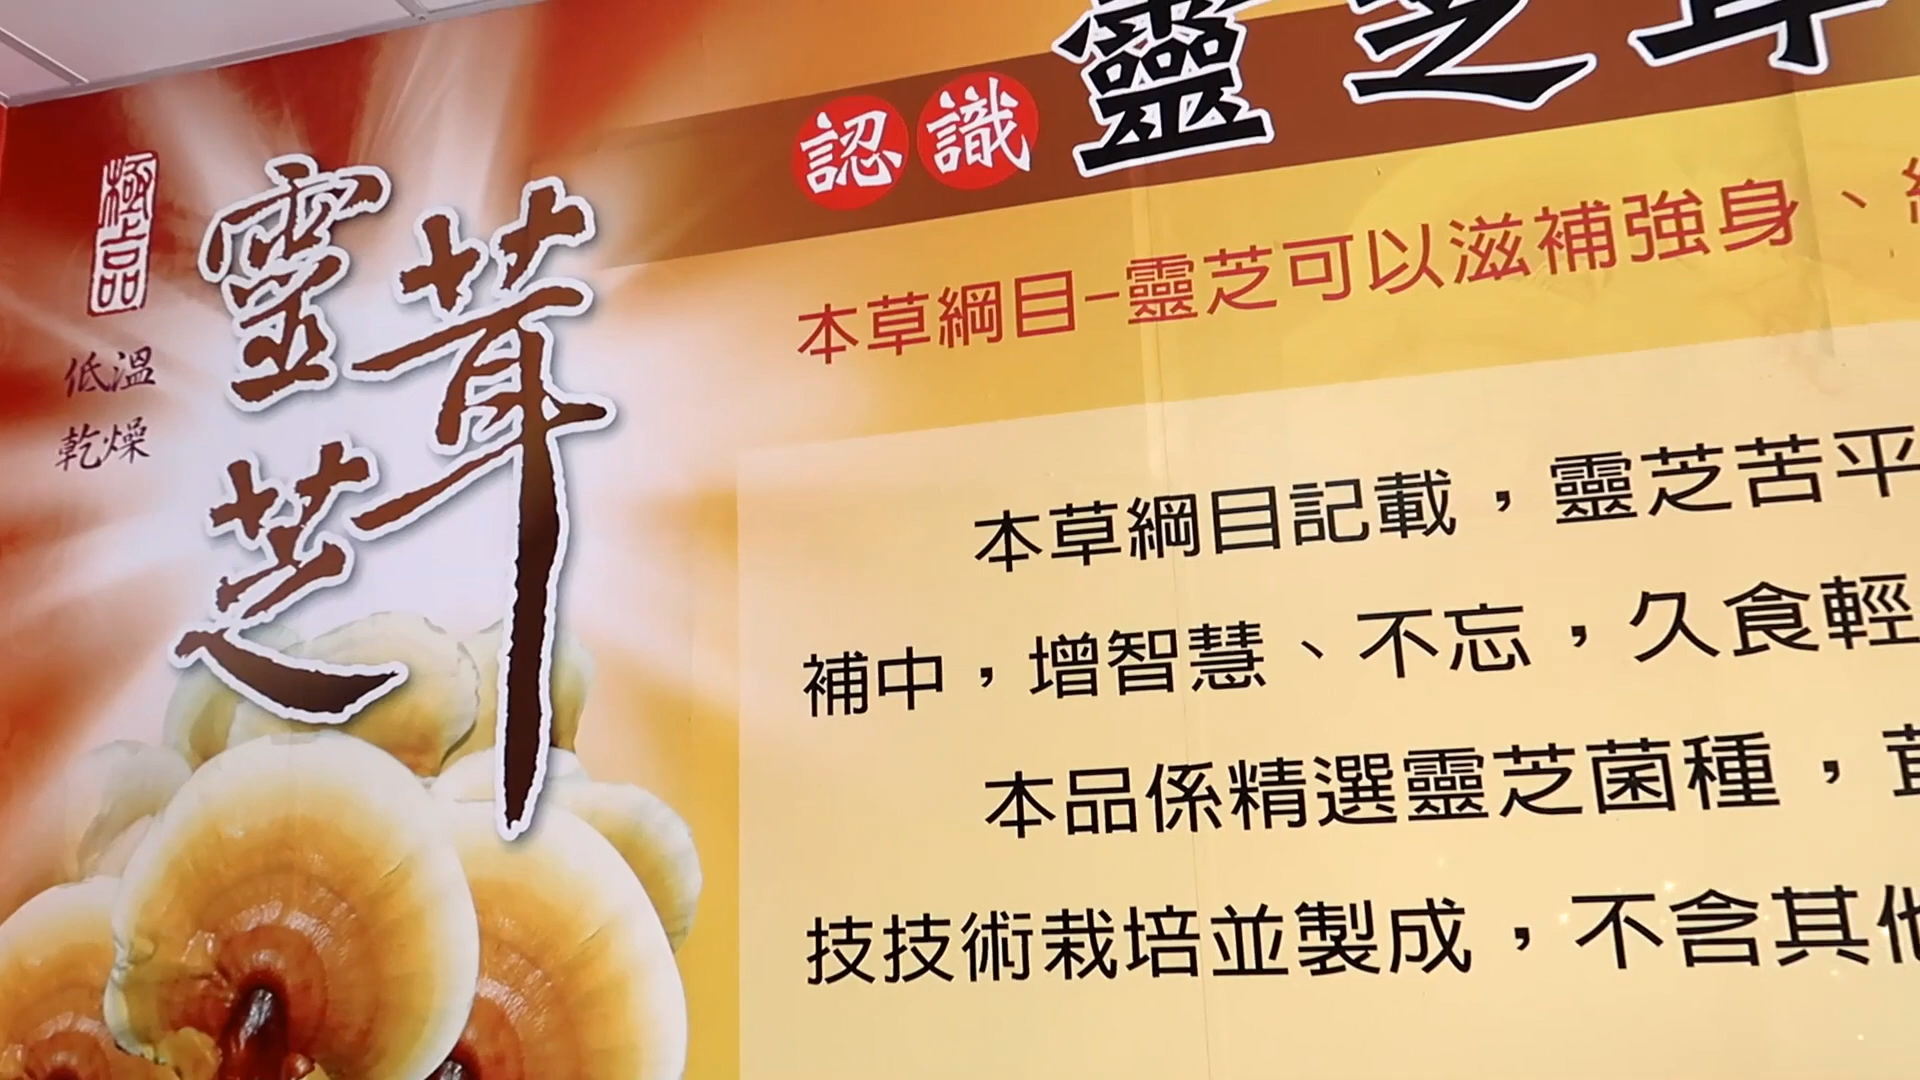 極品
靈芝茸
低溫
乾燥
認識靈芝茸
本草綱目-靈芝可以滋補強身、
本草綱目記載，靈芝苦平
補中，增智慧、不忘，久食輕
本品係精選靈芝菌種，
技技術栽培並製成，不含其他